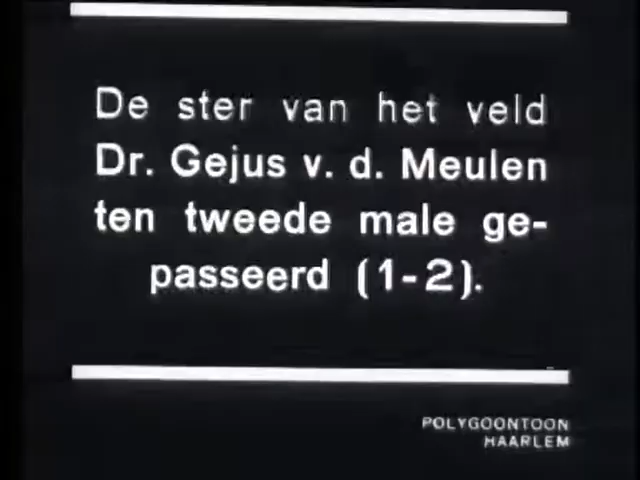 De ster van het veld
Dr. Gejus v. d. Meulen
ten tweede male ge-
passeerd (1-2).
POLYGOONTOON
HAARLEM